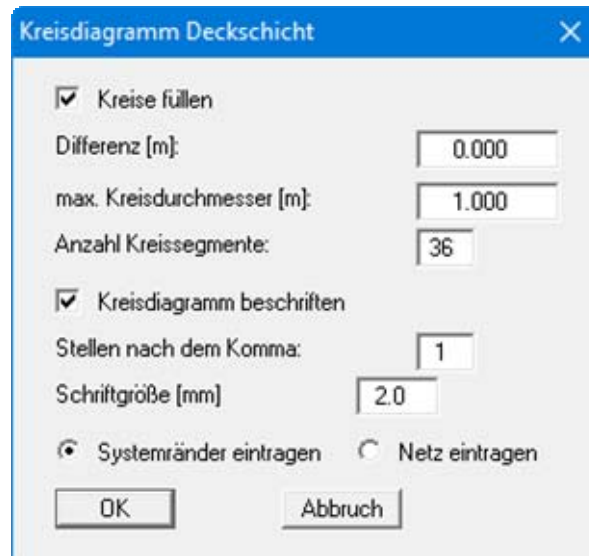 Kreisdiagramm Deckschicht
Kreise füllen
Differenz [m]: 0.000
max. Kreisdurchmesser [m]: 1.000
Anzahl Kreissegmente: 36
Kreisdiagramm beschriften
Stellen nach dem Komma: 1
Schriftgröße [mm] 2.0
Systemränder eintragen Netz eintragen
OK Abbruch